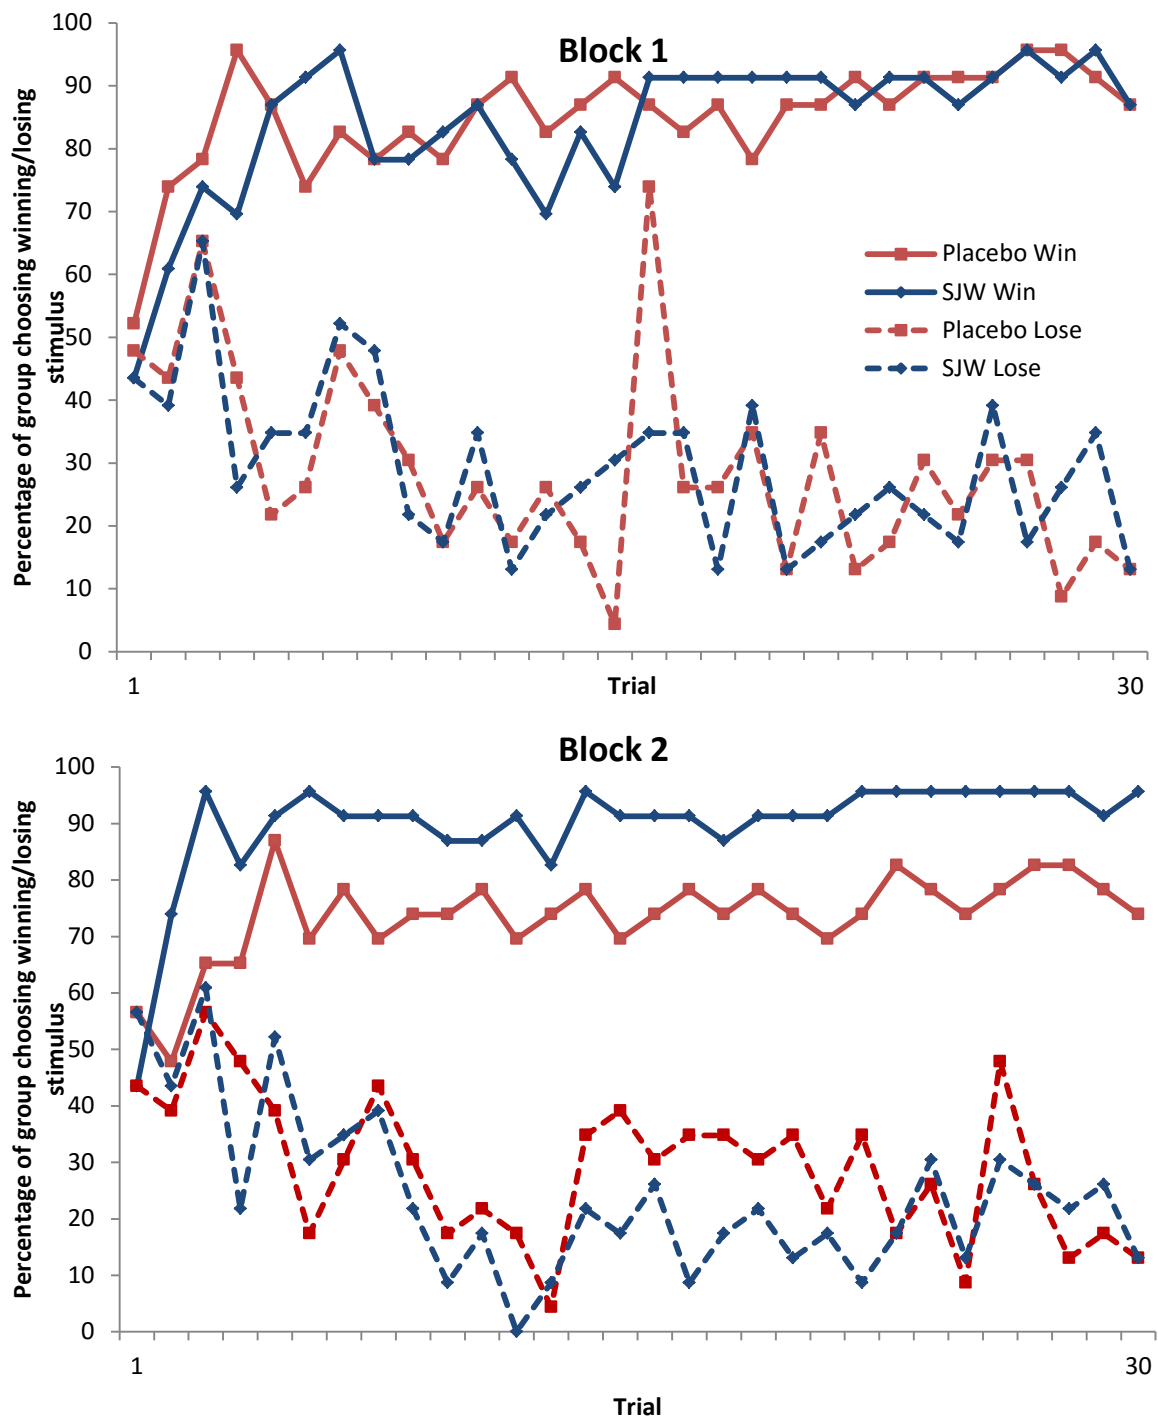 Block 1
Percentage of group choosing winning/losing
stimulus
100
90
80
70
60
50
40
30
20
10
0
Placebo Win
SJW Win
Placebo Lose
SJW Lose
1
Trial
30
Block 2
Percentage of group choosing winning/losing
stimulus
100
90
80
70
60
50
40
30
20
10
0
1
30
Trial